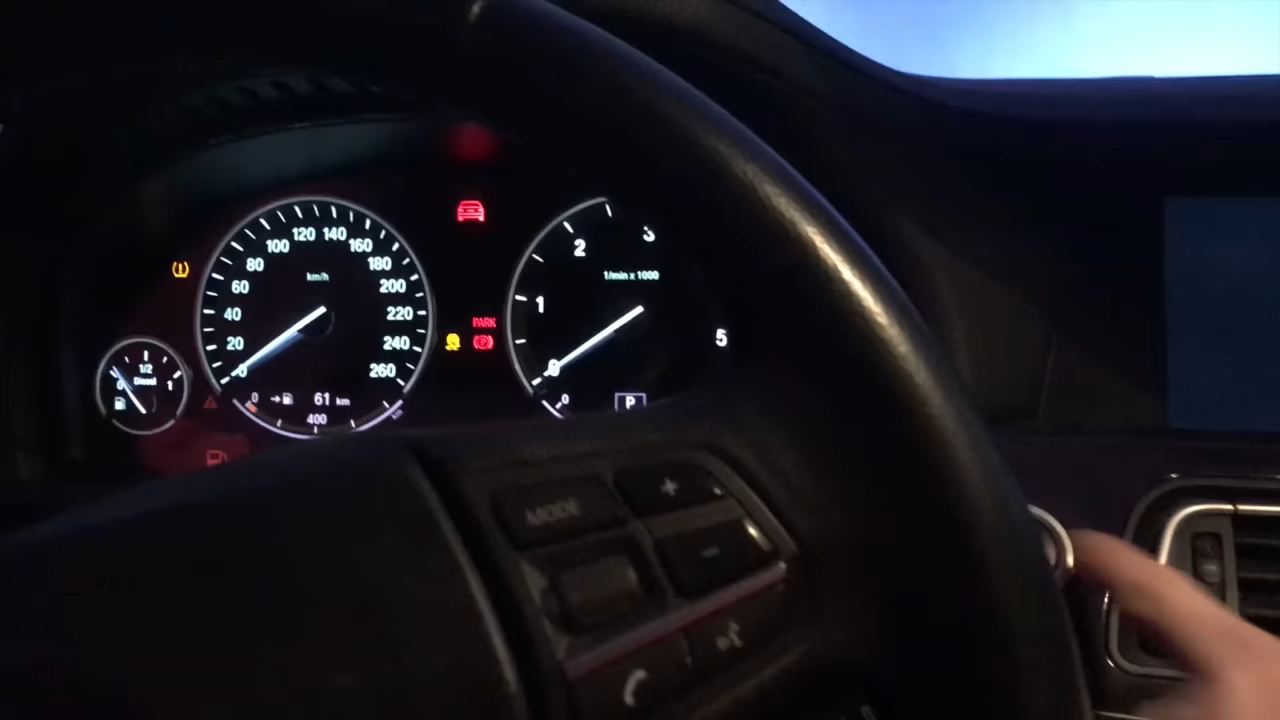 120 140
100 160
80 180
60 200
40 220
20 240
0 260
km/h
0 61 km
400
1/2
0 1
Diesel
PARK
P
0
1
2
3
5
1/min x 1000
0
P
MODE
+
-